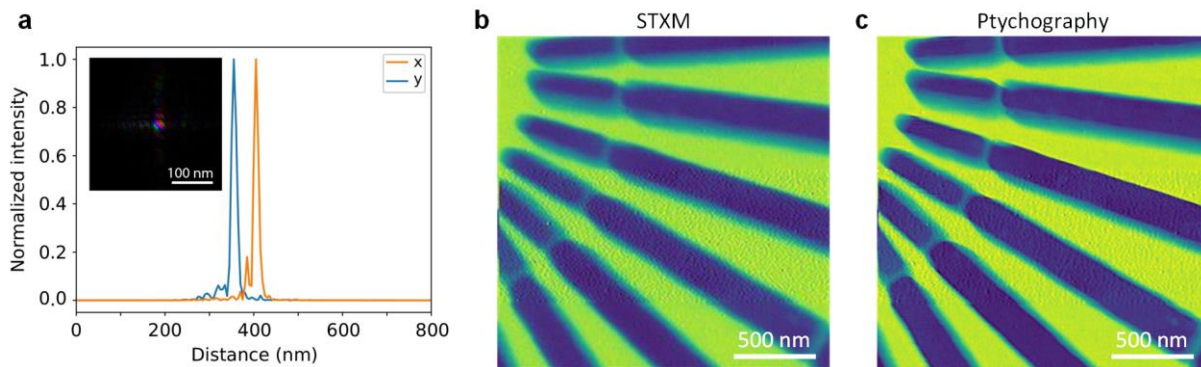 a
1.0
0.8
0.6
0.4
0.2
0.0
Normalized intensity
100 nm
x
y
0
200
400
600
800
Distance (nm)
b
STXM
500 nm
c
Ptychography
500 nm